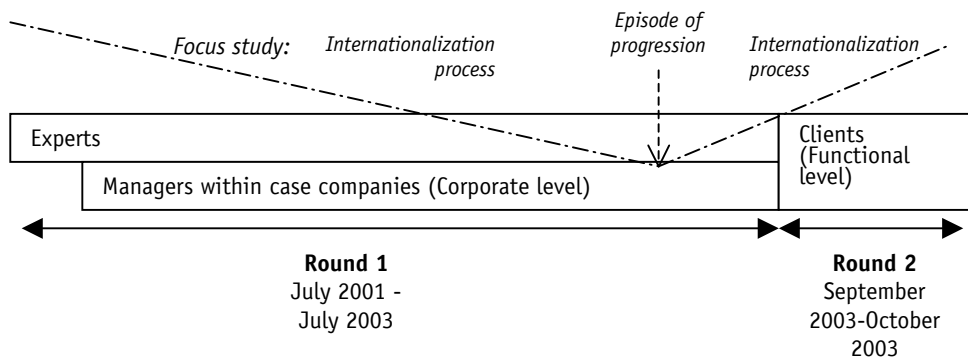 Focus study:
Internationalization
process
Episode of
progression
Internationalization
process
Experts
Managers within case companies (Corporate level)
Clients
(Functional
level)
Round 1
July 2001 -
July 2003
Round 2
September
2003-October
2003